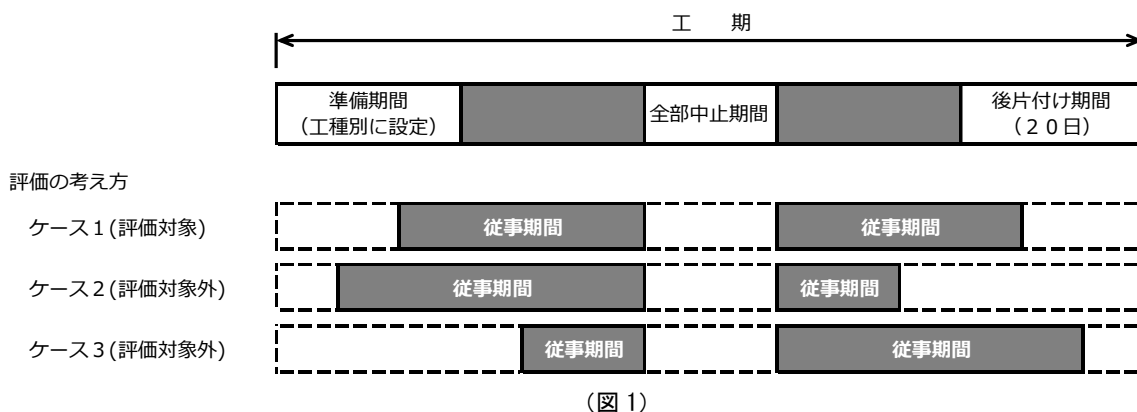 工　　期
準備期間
（工種別に設定）
全部中止期間
後片付け期間
（２０日）
評価の考え方
ケース１(評価対象)
従事期間
従事期間
ケース２(評価対象外)
従事期間
従事期間
ケース３(評価対象外)
従事期間
従事期間
（図 1）